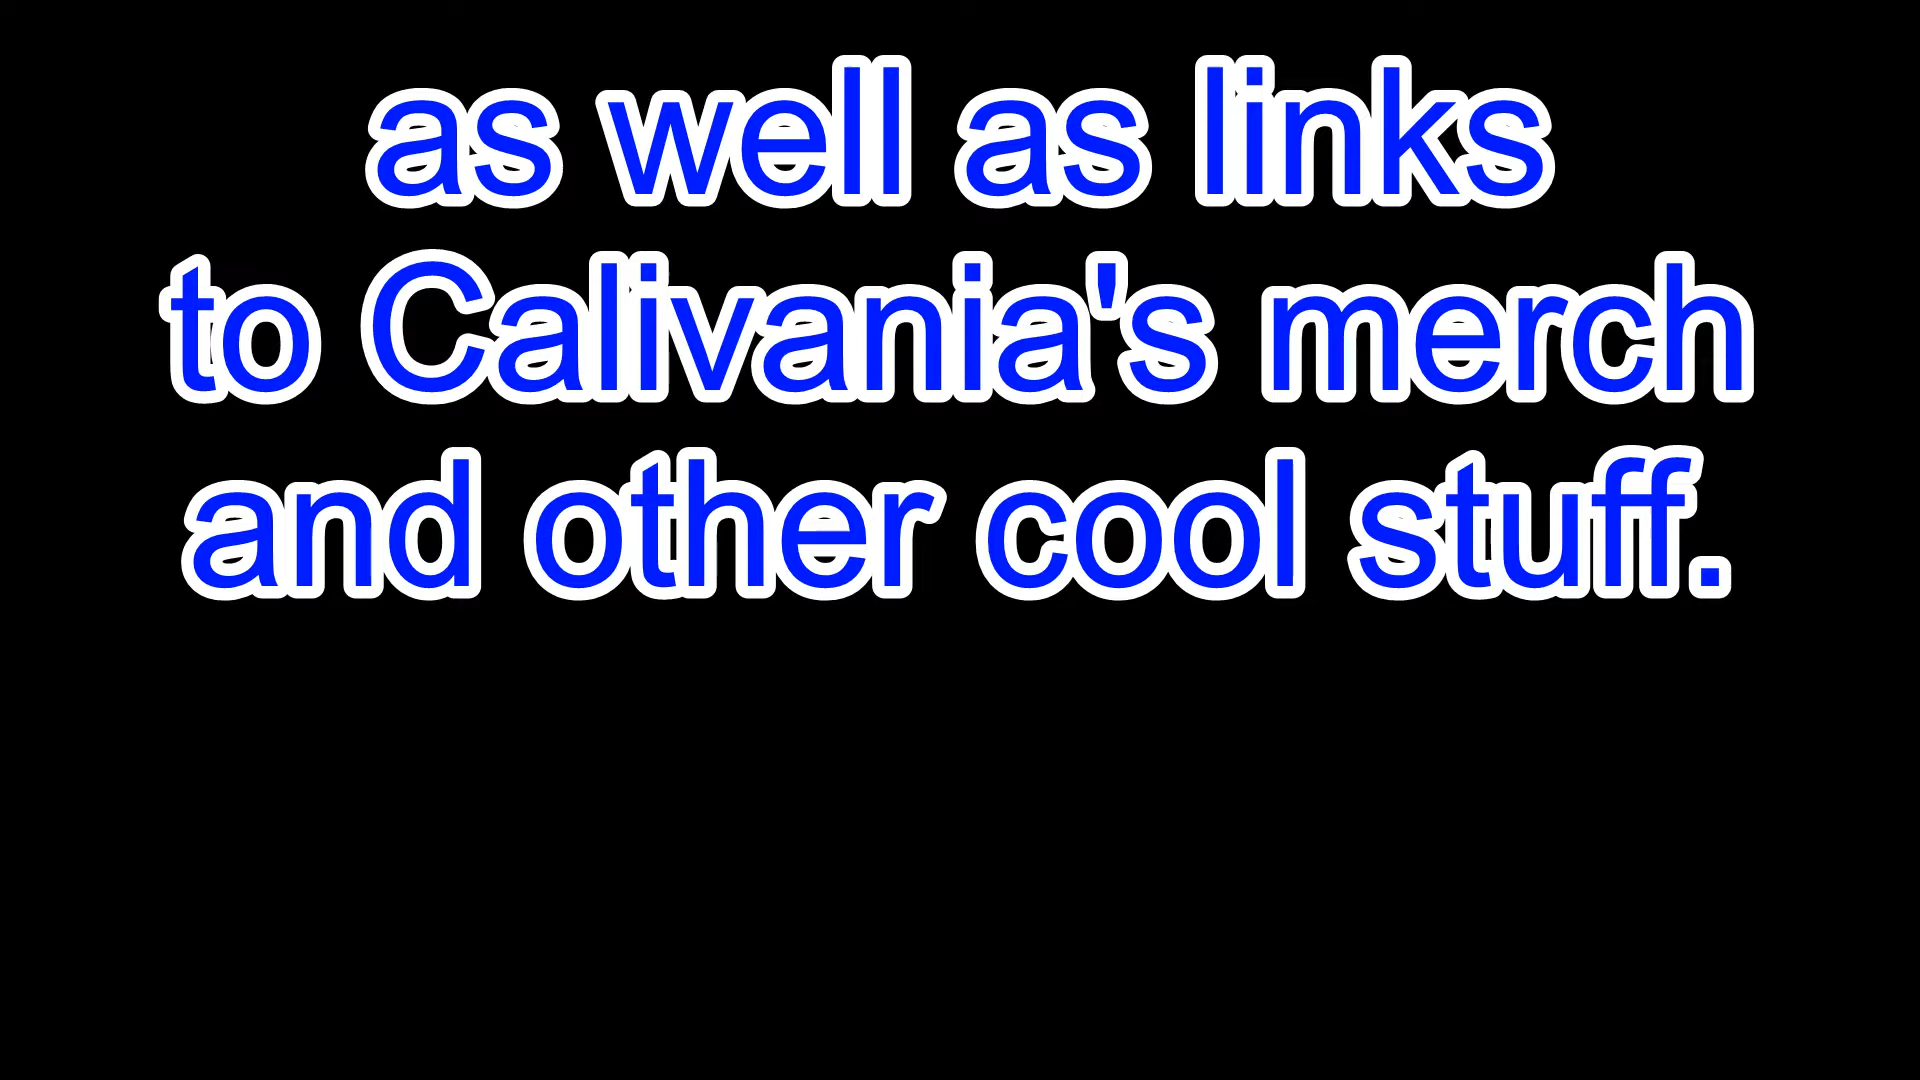 as well as links
to Calivania's merch
and other cool stuff.